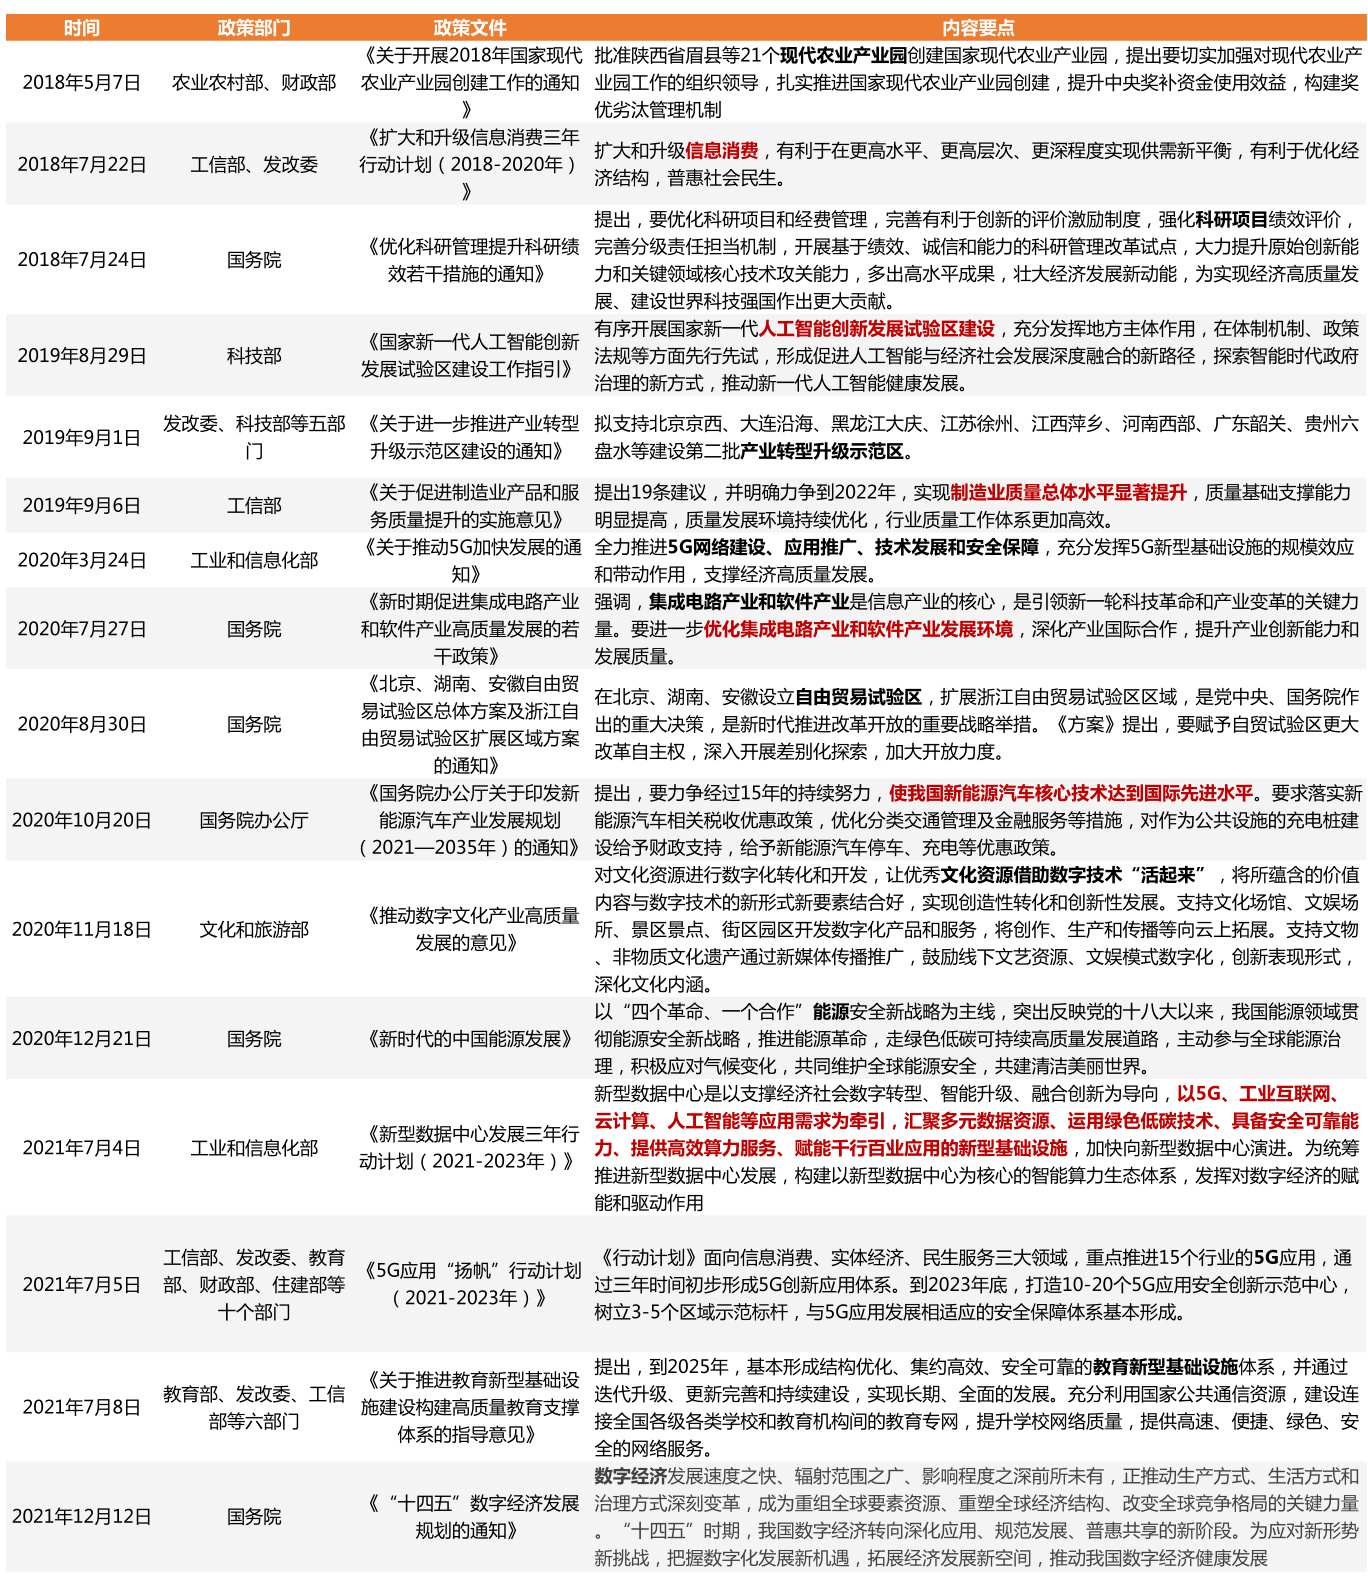 时间 政策部门 政策文件 内容要点
2018年5月7日
农业农村部、财政部
《关于开展2018年国家现代
农业产业园创建工作的通知
》
批准陕西省眉县等21个现代农业产业园创建国家现代农业产业园，提出要切实加强对现代农业产
业园工作的组织领导，扎实推进国家现代农业产业园创建，提升中央奖补资金使用效益，构建奖
优劣汰管理机制
2018年7月22日
工信部、发改委
《扩大和升级信息消费三年
行动计划（2018-2020年）
》
扩大和升级信息消费，有利于在更高水平、更高层次、更深程度实现供需新平衡，有利于优化经
济结构，普惠社会民生。
2018年7月24日
国务院
《优化科研管理提升科研绩
效若干措施的通知》
提出，要优化科研项目和经费管理，完善有利于创新的评价激励制度，强化科研项目绩效评价，
完善分级责任担当机制，开展基于绩效、诚信和能力的科研管理改革试点，大力提升原始创新能
力和关键领域核心技术攻关能力，多出高水平成果，壮大经济发展新动能，为实现经济高质量发
展、建设世界科技强国作出更大贡献。
2019年8月29日
科技部
《国家新一代人工智能创新
发展试验区建设工作指引》
有序开展国家新一代人工智能创新发展试验区建设，充分发挥地方主体作用，在体制机制、政策
法规等方面先行先试，形成促进人工智能与经济社会发展深度融合的新路径，探索智能时代政府
治理的新方式，推动新一代人工智能健康发展。
2019年9月1日
发改委、科技部等五部
门
《关于进一步推进产业转型
升级示范区建设的通知》
拟支持北京京西、大连沿海、黑龙江大庆、江苏徐州、江西萍乡、河南西部、广东韶关、贵州六
盘水等建设第二批产业转型升级示范区。
2019年9月6日
工信部
《关于促进制造业产品和服
务质量提升的实施意见》
提出19条建议，并明确力争到2022年，实现制造业质量总体水平显著提升，质量基础支撑能力
明显提高，质量发展环境持续优化，行业质量工作体系更加高效。
2020年3月24日
工业和信息化部
《关于推动5G加快发展的通
知》
全力推进5G网络建设、应用推广、技术发展和安全保障，充分发挥5G新型基础设施的规模效应
和带动作用，支撑经济高质量发展。
2020年7月27日
国务院
《新时期促进集成电路产业
和软件产业高质量发展的若
干政策》
强调，集成电路产业和软件产业是信息产业的核心，是引领新一轮科技革命和产业变革的关键力
量。要进一步优化集成电路产业和软件产业发展环境，深化产业国际合作，提升产业创新能力和
发展质量。
2020年8月30日
国务院
《北京、湖南、安徽自由贸
易试验区总体方案及浙江自
由贸易试验区扩展区域方案
的通知》
在北京、湖南、安徽设立自由贸易试验区，扩展浙江自由贸易试验区区域，是党中央、国务院作
出的重大决策，是新时代推进改革开放的重要战略举措。《方案》提出，要赋予自贸试验区更大
改革自主权，深入开展差别化探索，加大开放力度。
2020年10月20日
国务院办公厅
《国务院办公厅关于印发新
能源汽车产业发展规划
（2021—2035年）的通知》
提出，要力争经过15年的持续努力，使我国新能源汽车核心技术达到国际先进水平。要求落实新
能源汽车相关税收优惠政策，优化分类交通管理及金融服务等措施，对作为公共设施的充电桩建
设给予财政支持，给予新能源汽车停车、充电等优惠政策。
2020年11月18日
文化和旅游部
《推动数字文化产业高质量
发展的意见》
对文化资源进行数字化转化和开发，让优秀文化资源借助数字技术“活起来”，将所蕴含的价值
内容与数字技术的新形式新要素结合好，实现创造性转化和创新性发展。支持文化场馆、文娱场
所、景区景点、街区园区开发数字化产品和服务，将创作、生产和传播等向云上拓展。支持文物
、非物质文化遗产通过新媒体传播推广，鼓励线下文艺资源、文娱模式数字化，创新表现形式，
深化文化内涵。
2020年12月21日
国务院
《新时代的中国能源发展》
以“四个革命、一个合作”能源安全新战略为主线，突出反映党的十八大以来，我国能源领域贯
彻能源安全新战略，推进能源革命，走绿色低碳可持续高质量发展道路，主动参与全球能源治
理，积极应对气候变化，共同维护全球能源安全，共建清洁美丽世界。
2021年7月4日
工业和信息化部
《新型数据中心发展三年行
动计划（2021-2023年）》
新型数据中心是以支撑经济社会数字转型、智能升级、融合创新为导向，以5G、工业互联网、
云计算、人工智能等应用需求为牵引，汇聚多元数据资源、运用绿色低碳技术、具备安全可靠能
力、提供高效算力服务、赋能千行百业应用的新型基础设施，加快向新型数据中心演进。为统筹
推进新型数据中心发展，构建以新型数据中心为核心的智能算力生态体系，发挥对数字经济的赋
能和驱动作用
2021年7月5日
工信部、发改委、教育
部、财政部、住建部等
十个部门
《5G应用“扬帆”行动计划
（2021-2023年）》
《行动计划》面向信息消费、实体经济、民生服务三大领域，重点推进15个行业的5G应用，通
过三年时间初步形成5G创新应用体系。到2023年底，打造10-20个5G应用安全创新示范中心，
树立3-5个区域示范标杆，与5G应用发展相适应的安全保障体系基本形成。
2021年7月8日
教育部、发改委、工信
部等六部门
《关于推进教育新型基础设
施建设构建高质量教育支撑
体系的指导意见》
提出，到2025年，基本形成结构优化、集约高效、安全可靠的教育新型基础设施体系，并通过
迭代升级、更新完善和持续建设，实现长期、全面的发展。充分利用国家公共通信资源，建设连
接全国各级各类学校和教育机构间的教育专网，提升学校网络质量，提供高速、便捷、绿色、安
全的网络服务。
2021年12月12日
国务院
《“十四五”数字经济发展
规划的通知》
数字经济发展速度之快、辐射范围之广、影响程度之深前所未有，正推动生产方式、生活方式和
治理方式深刻变革，成为重组全球要素资源、重塑全球经济结构、改变全球竞争格局的关键力量
。“十四五”时期，我国数字经济转向深化应用、规范发展、普惠共享的新阶段。为应对新形势
新挑战，把握数字化发展新机遇，拓展经济发展新空间，推动我国数字经济健康发展